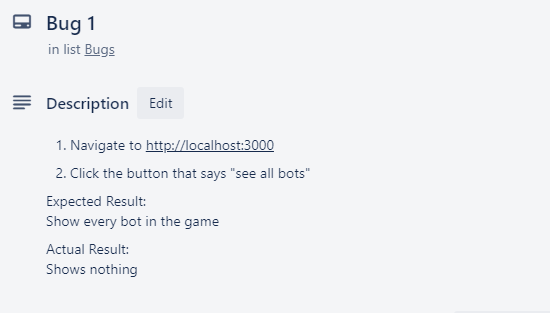 Bug 1
in list Bugs
Description Edit
1. Navigate to http://localhost:3000
2. Click the button that says "see all bots"
Expected Result:
Show every bot in the game
Actual Result:
Shows nothing